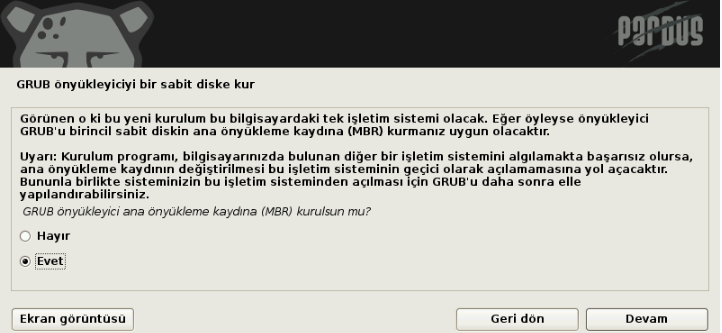 PARDUS
GRUB önyükleyiciyi bir sabit diske kur
Görünen o ki bu yeni kurulum bu bilgisayardaki tek işletim sistemi olacak. Eğer öyleyse önyükleyici
GRUB'u birincil sabit diskin ana önyükleme kaydına (MBR) kurmanız uygun olacaktır.
Uyarı: Kurulum programı, bilgisayarınızda bulunan diğer bir işletim sistemini algılamakta başarısız olursa,
ana önyükleme kaydının değiştirilmesi bu işletim sisteminin geçici olarak açılamamasına yol açacaktır.
Bununla birlikte sisteminizin bu işletim sisteminden açılması için GRUB'u daha sonra elle
yapılandırabilirsiniz.
GRUB önyükleyici ana önyükleme kaydına (MBR) kurulsun mu?
Hayır
Evet
Ekran görüntüsü
Geri dön
Devam